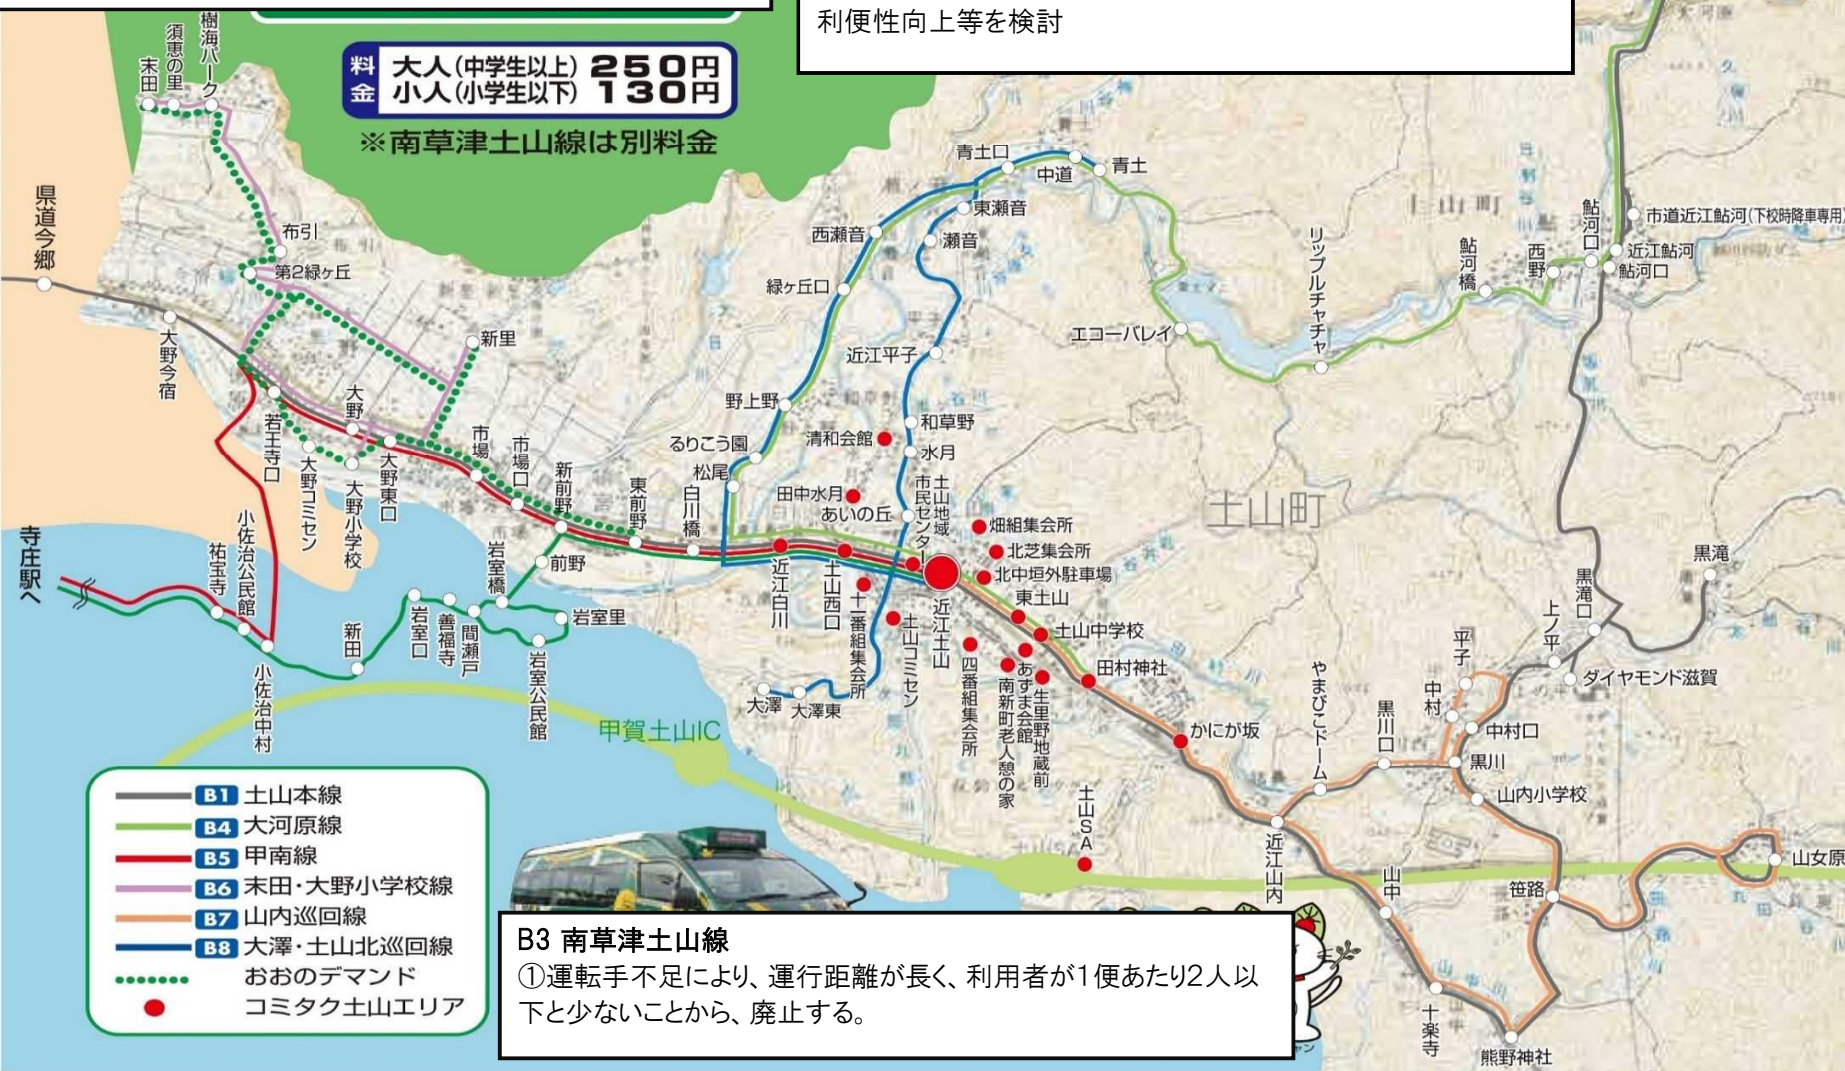 利便性向上等を検討
料金
大人(中学生以上) 250円
小人(小学生以下) 130円
※南草津土山線は別料金
樹海パーク
須恵の里
末田
県道今郷
布引
第2緑ヶ丘
新里
大野今宿
若王寺口
大野コミセン
大野
大野小学校
大野東口
市場
市場口
新前野
東前野
白川橋
前野
寺庄駅へ
祐宝寺
小佐治公民館
小佐治中村
新田
岩室口
善福寺
間瀬戸
岩室橋
岩室里
岩室公民館
甲賀土山IC
青土口
中道
青土
東瀬音
西瀬音
瀬音
緑ヶ丘口
近江平子
野上野
和草野
清和会館
水月
るりこう園
松尾
田中水月
あいの丘
土山地域
市民センター
畑組集会所
北芝集会所
北中垣外駐車場
東土山
土山中学校
田村神社
近江白川
土山西口
十一番組集会所
土山コミセン
近江土山
四番組集会所
南新町老人憩の家
あずま会館
生里野地蔵前
大澤
大澤東
かにが坂
土山SA
エコーバレイ
リップルチャチャ
鮎河橋
西野
鮎河口
市道近江鮎河(下校時降車専用)
近江鮎河
鮎河口
土山町
黒滝
黒滝口
上ノ平
ダイヤモンド滋賀
平子
中村
中村口
黒川口
黒川
やまびこドーム
山内小学校
近江山内
山中
笹路
山女原
十楽寺
熊野神社
B1 土山本線
B4 大河原線
B5 甲南線
B6 末田・大野小学校線
B7 山内巡回線
B8 大澤・土山北巡回線
おおのデマンド
コミタク土山エリア
B3 南草津土山線
①運転手不足により、運行距離が長く、利用者が1便あたり2人以
下と少ないことから、廃止する。